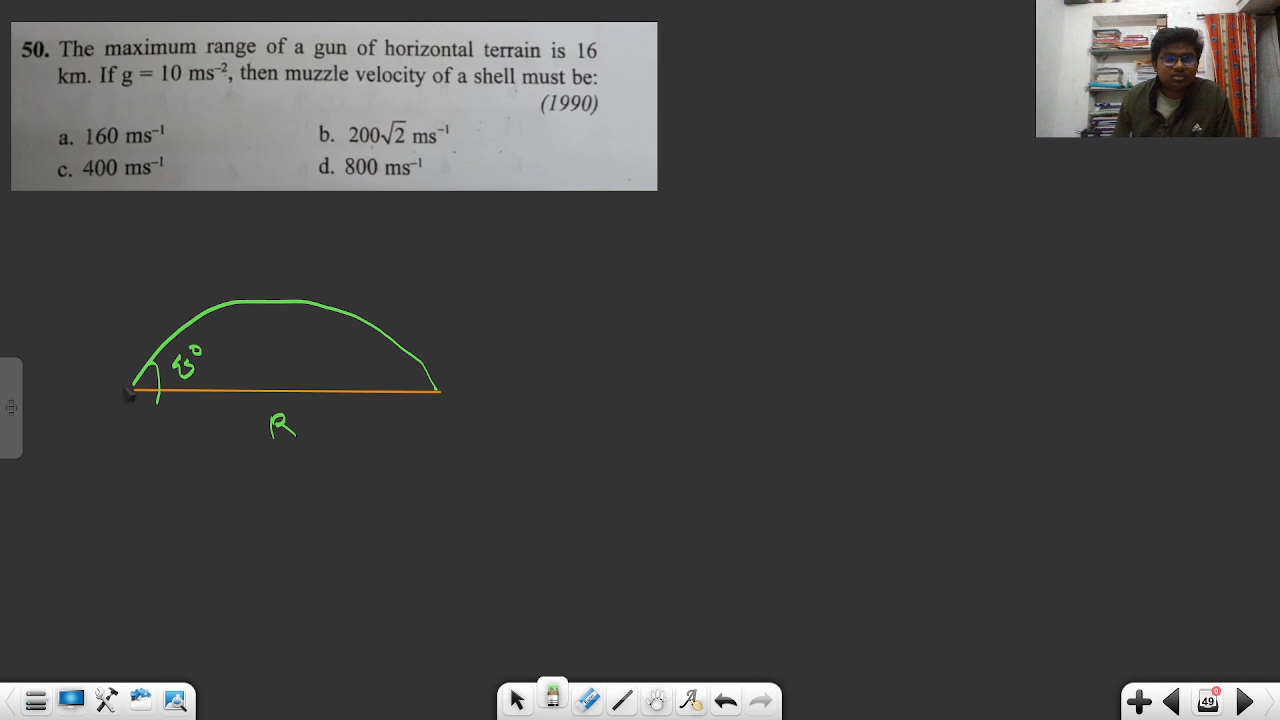 50. The maximum range of a gun of horizontal terrain is 16
km. If g = 10 ms⁻², then muzzle velocity of a shell must be:
(1990)
a. 160 ms⁻¹ b. 200√2 ms⁻¹
c. 400 ms⁻¹ d. 800 ms⁻¹
R
49